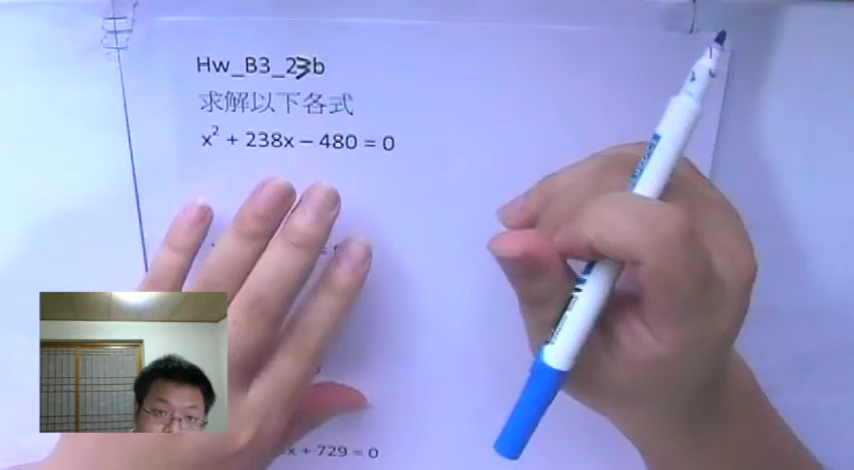 Hw_B3_23b
求解以下各式
x² + 238x − 480 = 0
x + 729 = 0